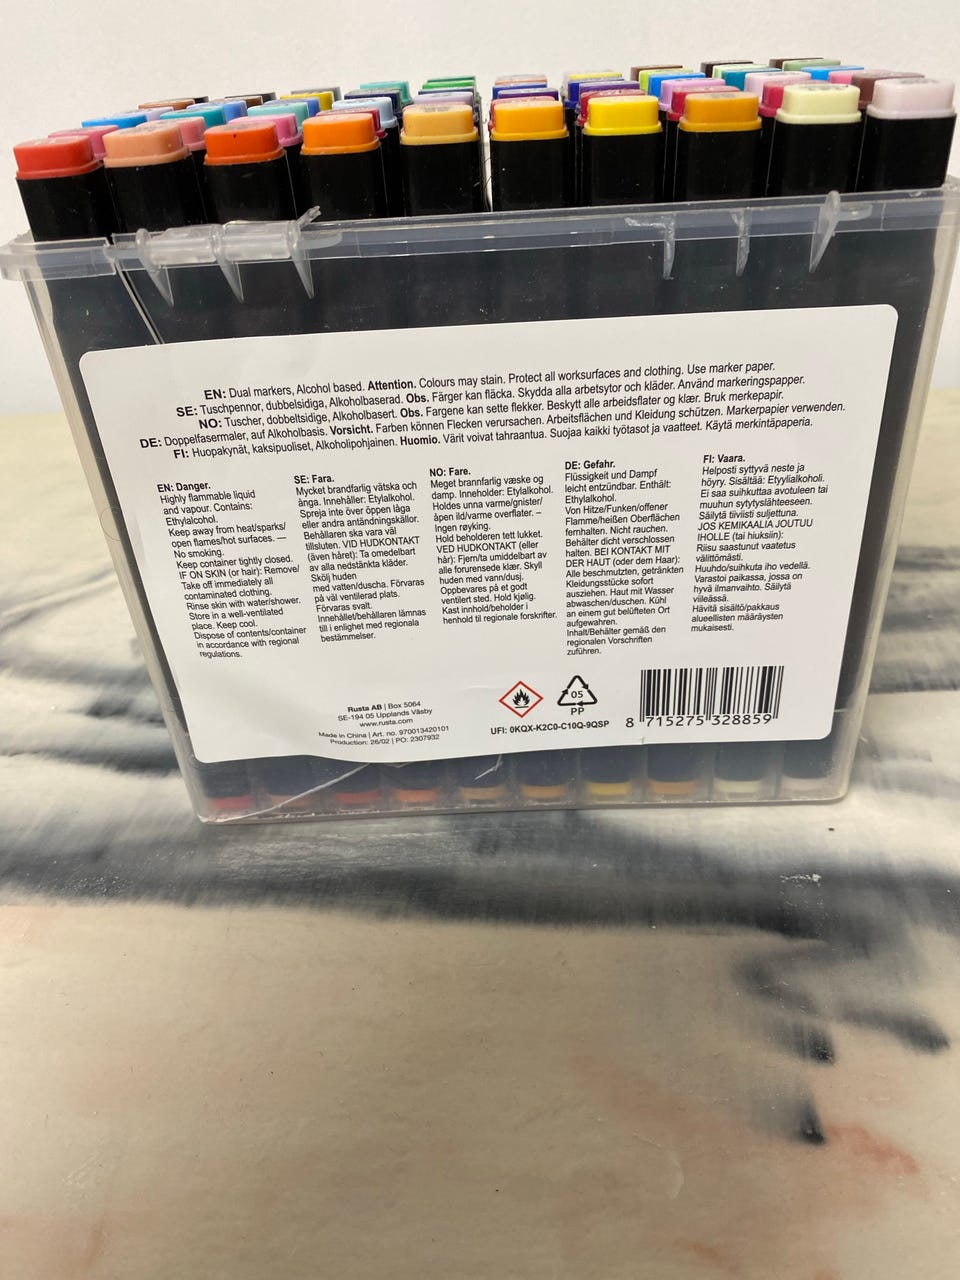 EN: Dual markers, Alcohol based. Attention. Colours may stain. Protect all worksurfaces and clothing. Use marker paper.
SE: Tuschpennor, dubbelsidiga, Alkoholbaserad. Obs. Färger kan fläcka. Skydda alla arbetsytor och kläder. Använd markeringspapper.
NO: Tuscher, dobbeltsidige, Alkoholbasert. Obs. Fargene kan sette flekker. Beskytt alle arbeidsflater og klær. Bruk merkepapir.
DE: Doppelfasermaler, auf Alkoholbasis. Vorsicht. Farben können Flecken verursachen. Arbeitsflächen und Kleidung schützen. Markerpapier verwenden.
FI: Huopakynät, kaksipuoliset, Alkoholipohjainen. Huomio. Värit voivat tahraantua. Suojaa kaikki työtasot ja vaatteet. Käytä merkintäpaperia.
EN: Danger.
Highly flammable liquid
and vapour. Contains:
Ethylalcohol.
Keep away from heat/sparks/
open flames/hot surfaces. —
No smoking.
Keep container tightly closed.
IF ON SKIN (or hair): Remove/
Take off immediately all
contaminated clothing.
Rinse skin with water/shower.
Store in a well-ventilated
place. Keep cool.
Dispose of contents/container
in accordance with regional
regulations.
SE: Fara.
Mycket brandfarlig vätska och
ånga. Innehåller: Etylalkohol.
Spreja inte över öppen låga
eller andra antändningskällor.
Behållaren ska vara väl
tillsluten. VID HUDKONTAKT
(även håret): Ta omedelbart
av alla nedstänkta kläder.
Skölj huden
med vatten/duscha. Förvaras
på väl ventilerad plats.
Förvaras svalt.
Innehållet/behållaren lämnas
till i enlighet med regionala
bestämmelser.
NO: Fare.
Meget brannfarlig væske og
damp. Inneholder: Etylalkohol.
Holdes unna varme/gnister/
åpen ild/varme overflater. –
Ingen røyking.
Hold beholderen tett lukket.
VED HUDKONTAKT (eller
hår): Fjern/ta umiddelbart av
alle forurensede klær. Skyll
huden med vann/dusj.
Oppbevares på et godt
ventilert sted. Hold kjølig.
Kast innhold/beholder i
henhold til regionale forskrifter.
DE: Gefahr.
Flüssigkeit und Dampf
leicht entzündbar. Enthält:
Ethylalkohol.
Von Hitze/Funken/offener
Flamme/heißen Oberflächen
fernhalten. Nicht rauchen.
Behälter dicht verschlossen
halten. BEI KONTAKT MIT
DER HAUT (oder dem Haar):
Alle beschmutzten, getränkten
Kleidungsstücke sofort
ausziehen. Haut mit Wasser
abwaschen/duschen. Kühl
an einem gut belüfteten Ort
aufgewahren.
Inhalt/Behälter gemäß den
regionalen Vorschriften
zuführen.
FI: Vaara.
Helposti syttyvä neste ja
höyry. Sisältää: Etyylialkoholi.
Ei saa suihkuttaa avotuleen tai
muuhun sytytyslähteeseen.
Säilytä tiiviisti suljettuna.
JOS KEMIKAALIA JOUTUU
IHOLLE (tai hiuksiin):
Riisu saastunut vaatetus
välittömästi.
Huuhdo/suihkuta iho vedellä.
Varastoi paikassa, jossa on
hyvä ilmanvaihto. Säilytä
viileässä.
Hävitä sisältö/pakkaus
alueellisten määräysten
mukaisesti.
Rusta AB | Box 5064
SE-194 05 Upplands Väsby
www.rusta.com
Made in China | Art. no. 970013420101
Production: 26/02 | PO: 2307932
05
PP
UFI: 0KQX-K2C0-C10Q-9QSP
8 715275 328859